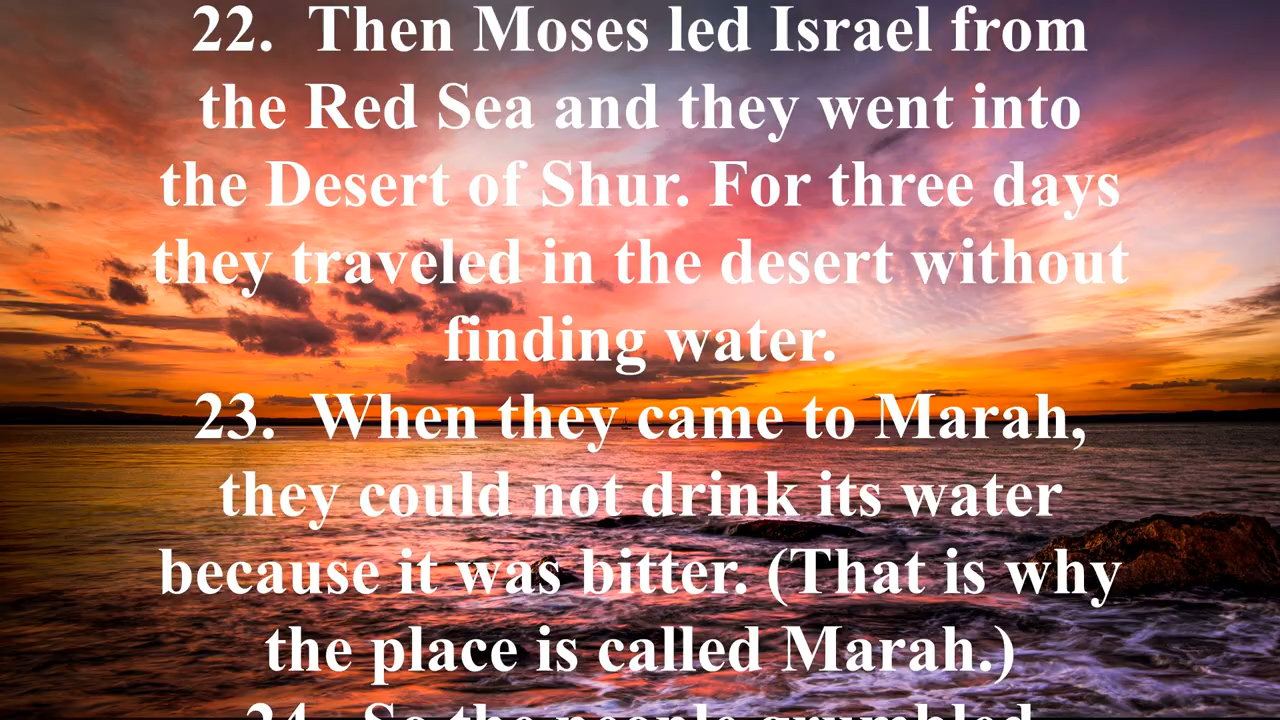 22. Then Moses led Israel from
the Red Sea and they went into
the Desert of Shur. For three days
they traveled in the desert without
finding water.
23. When they came to Marah,
they could not drink its water
because it was bitter. (That is why
the place is called Marah.)
24. So the people grumbled